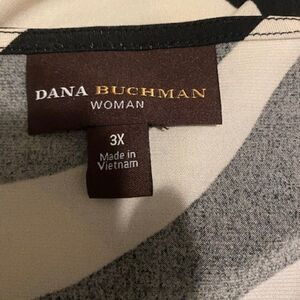 DANA BUCHMAN
WOMAN
3X
Made in
Vietnam